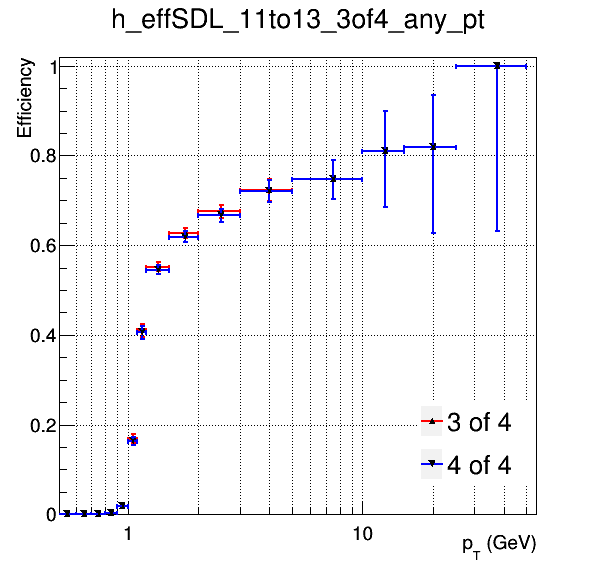 h_effSDL_11to13_3of4_any_pt
Efficiency
1
0.8
0.6
0.4
0.2
0
3 of 4
4 of 4
1
10
p_T (GeV)